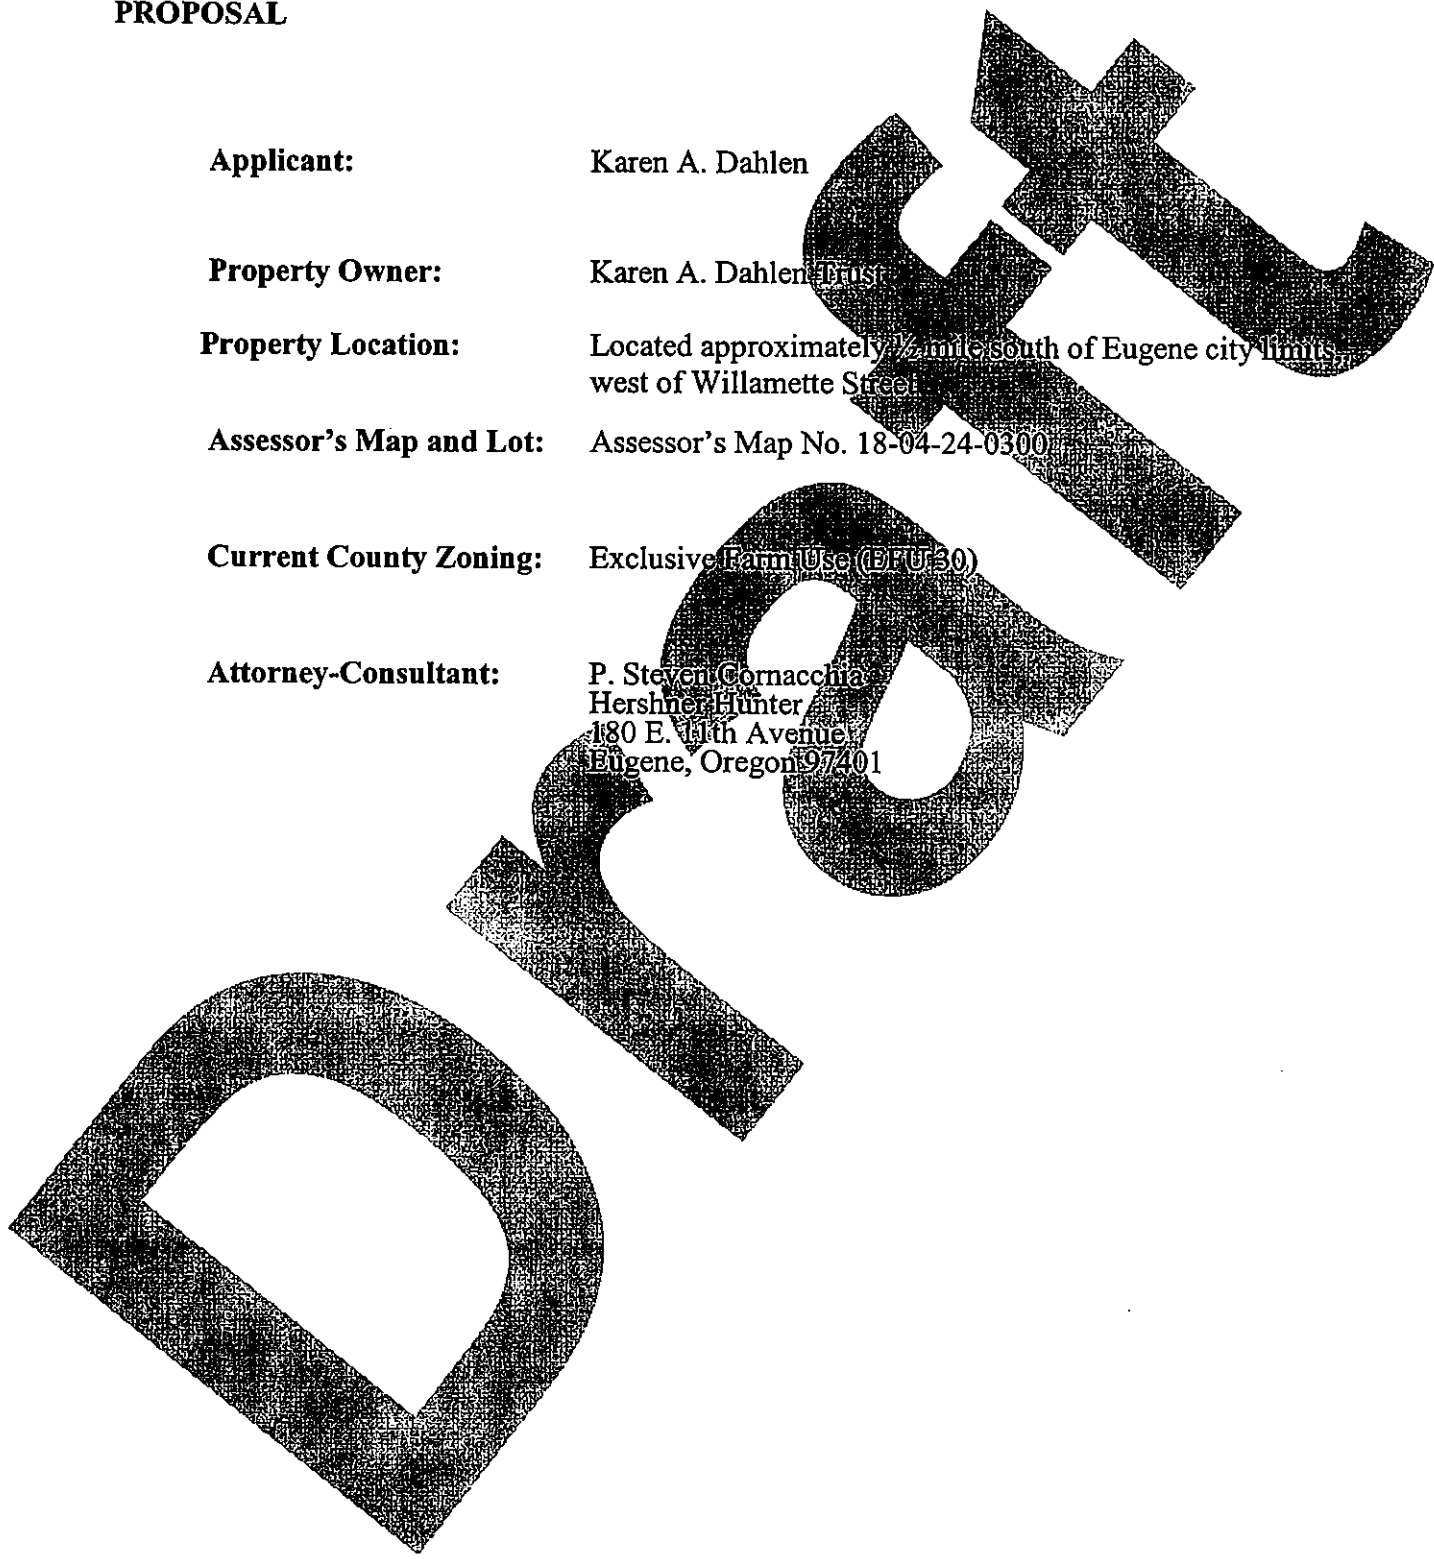 PROPOSAL
Applicant: Karen A. Dahlen
Property Owner: Karen A. Dahlen Trust
Property Location: Located approximately ½ mile south of Eugene city limits,
west of Willamette Street
Assessor's Map and Lot: Assessor's Map No. 18-04-24-0300
Current County Zoning: Exclusive Farm Use (EFU 30)
Attorney-Consultant: P. Steven Cornacchia
Hershner Hunter
180 E. 11th Avenue
Eugene, Oregon 97401
Draft